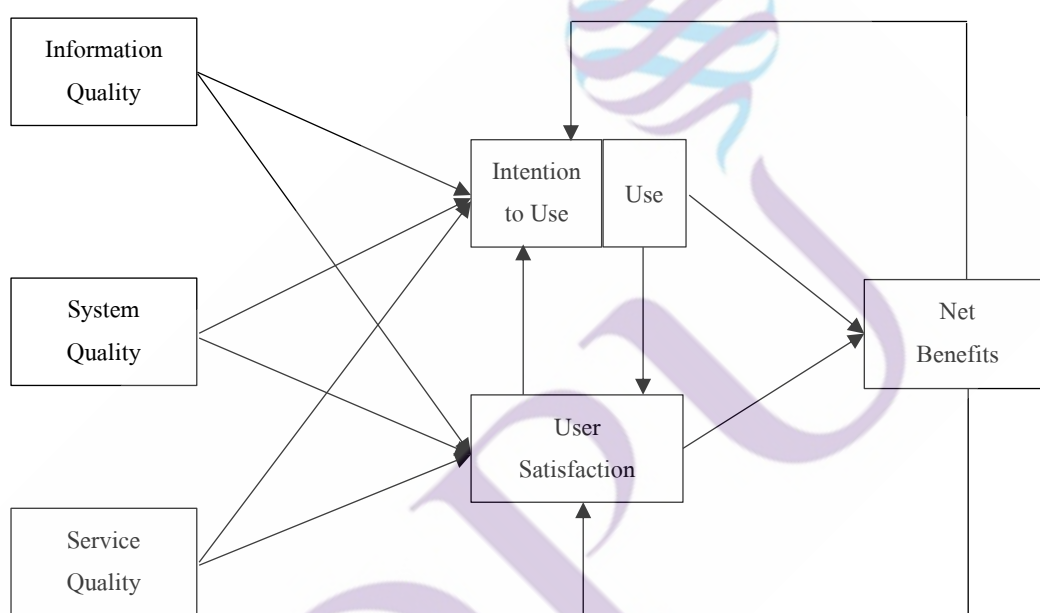 Information
Quality
Intention
to Use
Use
System
Quality
Net
Benefits
User
Satisfaction
Service
Quality